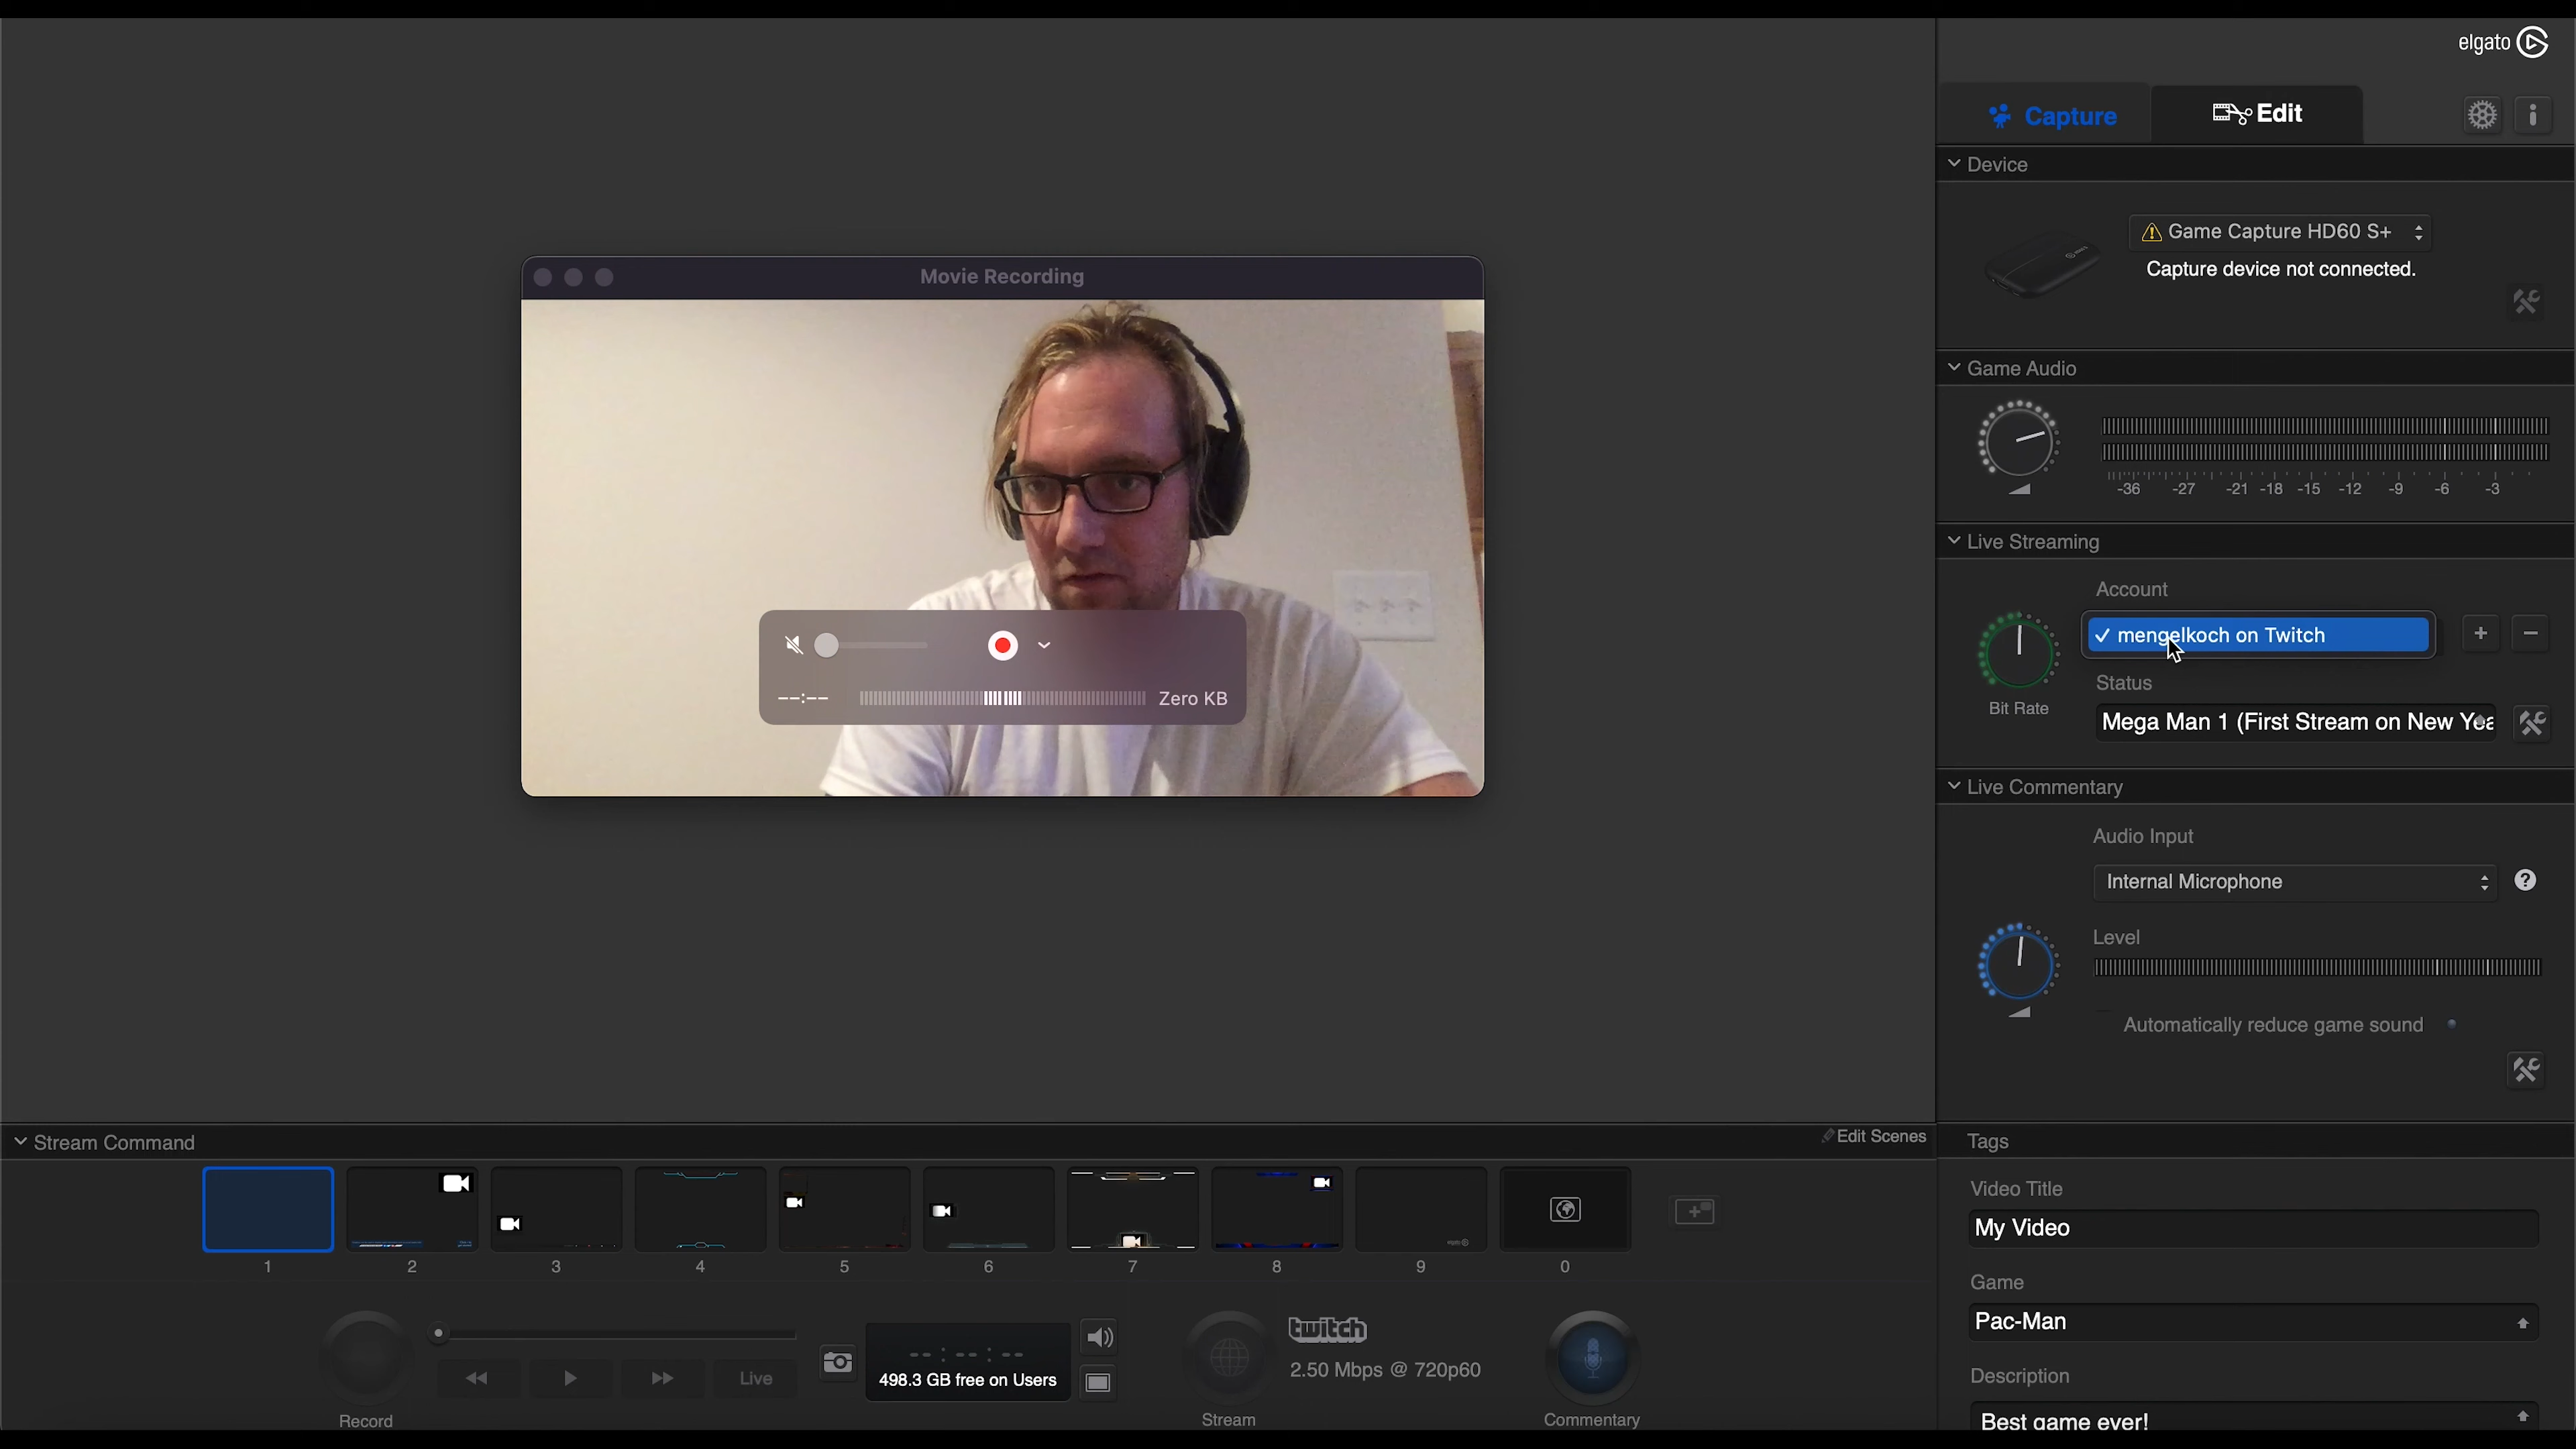 elgato
Capture
Edit
Device
Game Capture HD60 S+
Capture device not connected.
Game Audio
-36 -27 -21 -18 -15 -12 -9 -6 -3
Live Streaming
Account
✓ mengelkoch on Twitch
Status
Bit Rate
Mega Man 1 (First Stream on New Yea
Live Commentary
Audio Input
Internal Microphone
Level
Automatically reduce game sound
Movie Recording
--:-- Zero KB
Stream Command
Edit Scenes
1 2 3 4 5 6 7 8 9 0
Record
Live
-- : -- : --
498.3 GB free on Users
Stream
twitch
2.50 Mbps @ 720p60
Commentary
Tags
Video Title
My Video
Game
Pac-Man
Description
Best game ever!